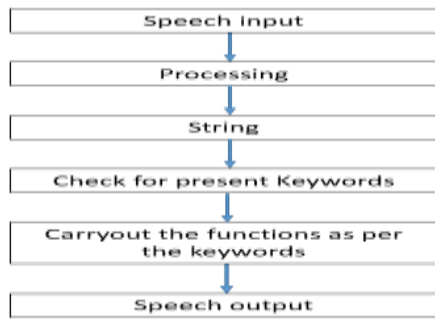 Speech input
Processing
String
Check for present Keywords
Carryout the functions as per
the keywords
Speech output